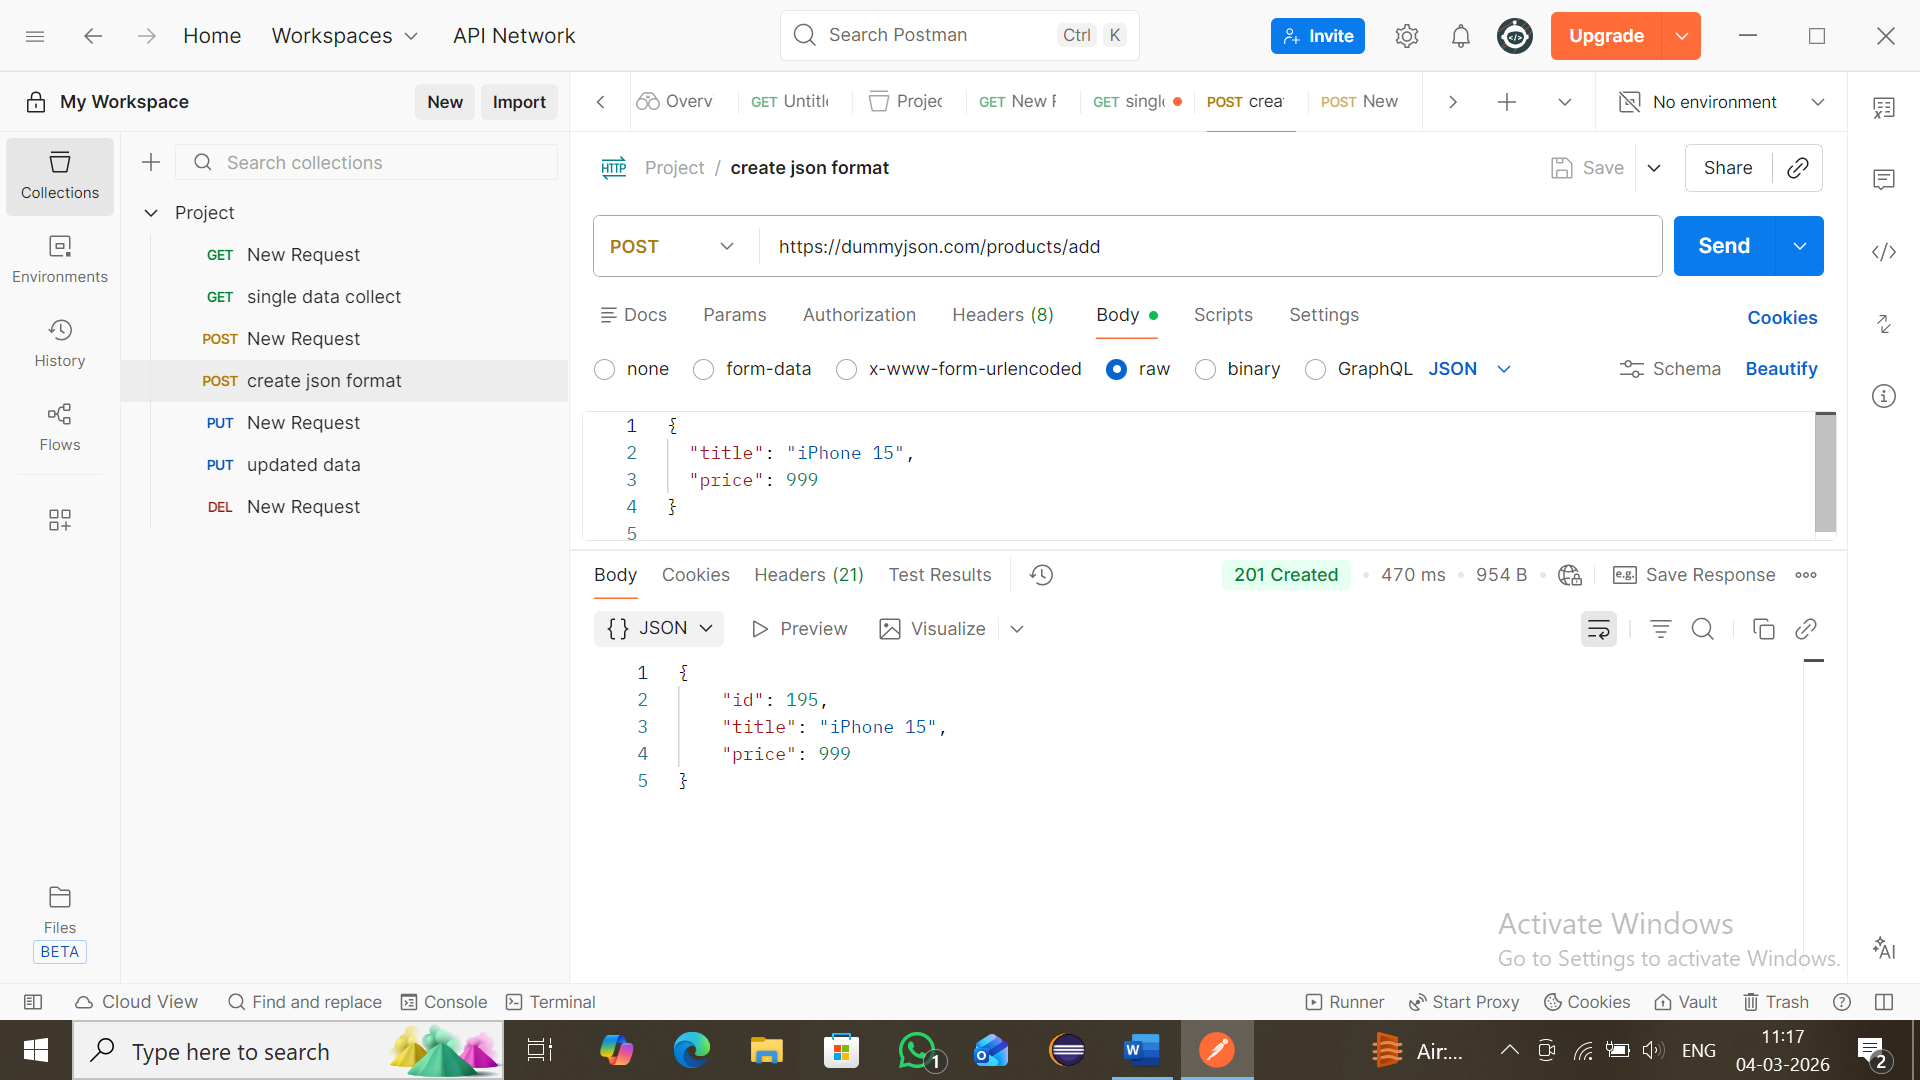 Home
Workspaces
API Network
Search Postman
Ctrl
K
Invite
Upgrade
My Workspace
New
Import
Overv
GET Untitl
Projec
GET New F
GET singl
POST crea
POST New
No environment
Collections
Environments
History
Flows
Files
BETA
Search collections
Project
GET New Request
GET single data collect
POST New Request
POST create json format
PUT New Request
PUT updated data
DEL New Request
HTTP
Project / create json format
Save
Share
POST
https://dummyjson.com/products/add
Send
Docs
Params
Authorization
Headers (8)
Body
Scripts
Settings
Cookies
none
form-data
x-www-form-urlencoded
raw
binary
GraphQL
JSON
Schema
Beautify
1 {
2 "title": "iPhone 15",
3 "price": 999
4 }
5
Body
Cookies
Headers (21)
Test Results
201 Created
470 ms
954 B
e.g.
Save Response
{} JSON
Preview
Visualize
1 {
2 "id": 195,
3 "title": "iPhone 15",
4 "price": 999
5 }
Activate Windows
Go to Settings to activate Windows.
AI
Cloud View
Find and replace
Console
Terminal
Runner
Start Proxy
Cookies
Vault
Trash
Type here to search
1
Air:...
ENG
11:17
04-03-2026
2